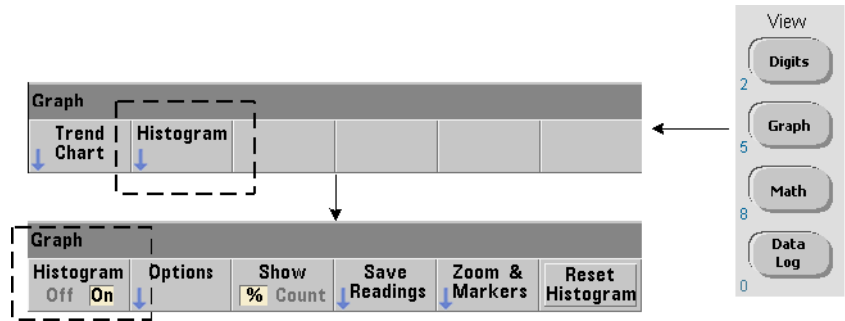 View
Digits
2
Graph
5
Math
8
Data
Log
0
Graph
Trend
Chart
Histogram
Graph
Histogram
Off On
Options
Show
% Count
Save
Readings
Zoom &
Markers
Reset
Histogram